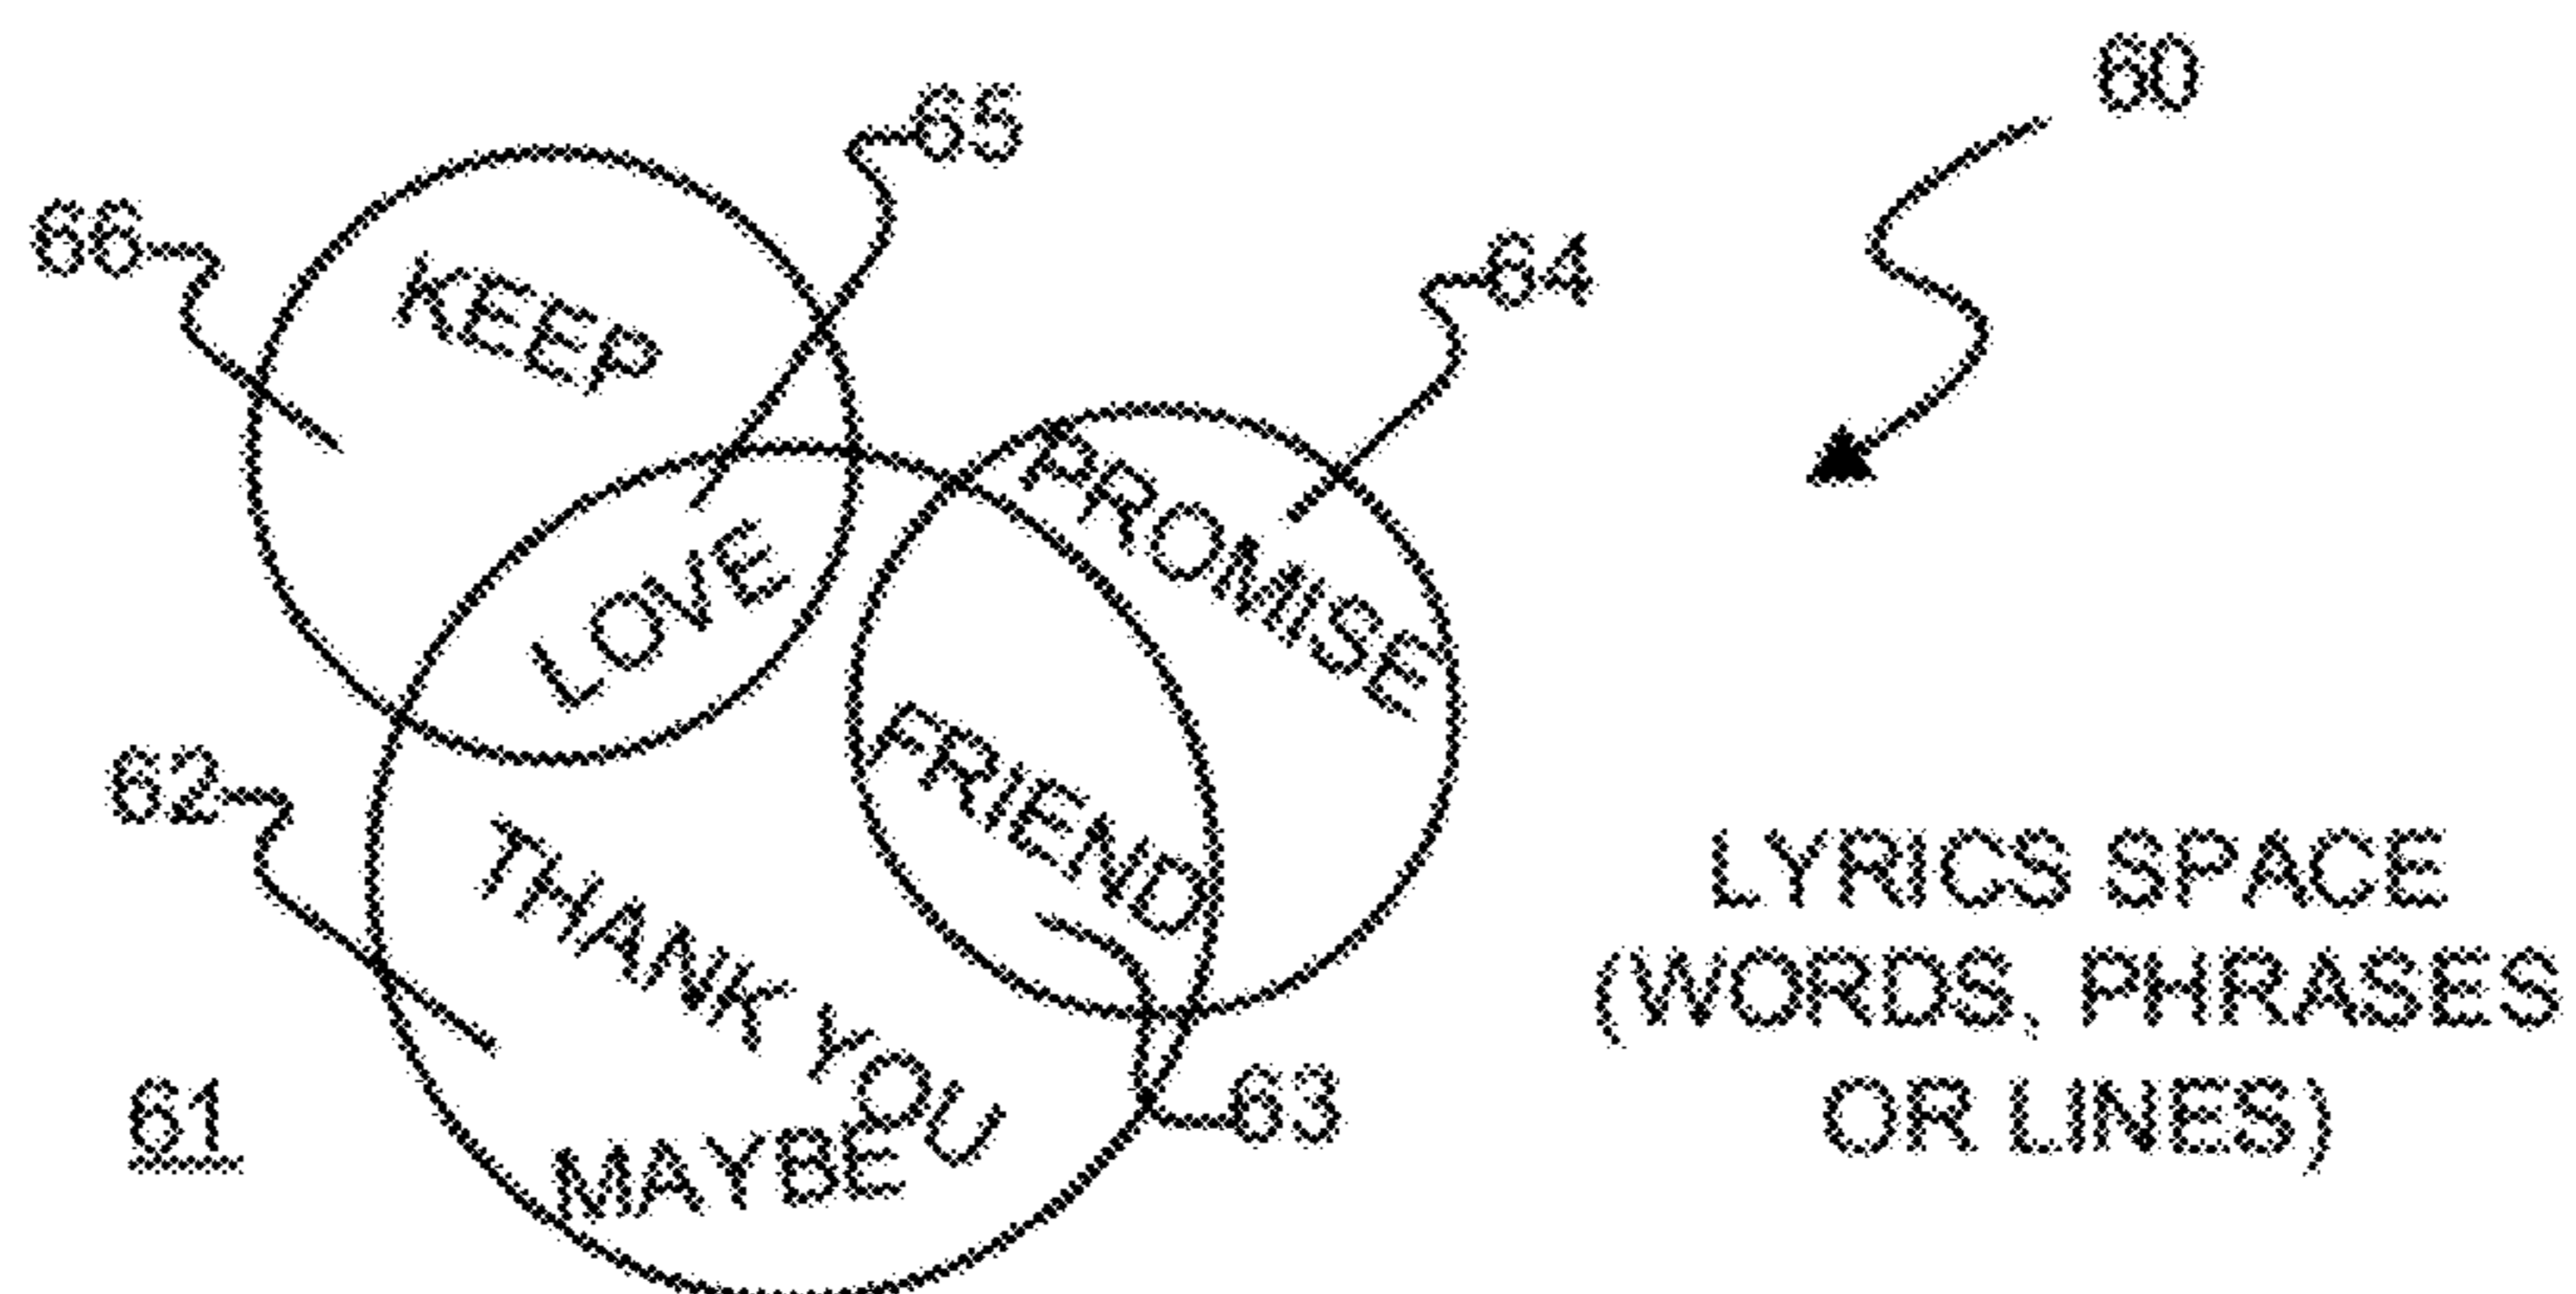 60
65
66
64
KEEP
PROMISE
LOVE
FRIEND
62
THANK YOU
MAYBE
61
63
LYRICS SPACE
(WORDS, PHRASES
OR LINES)